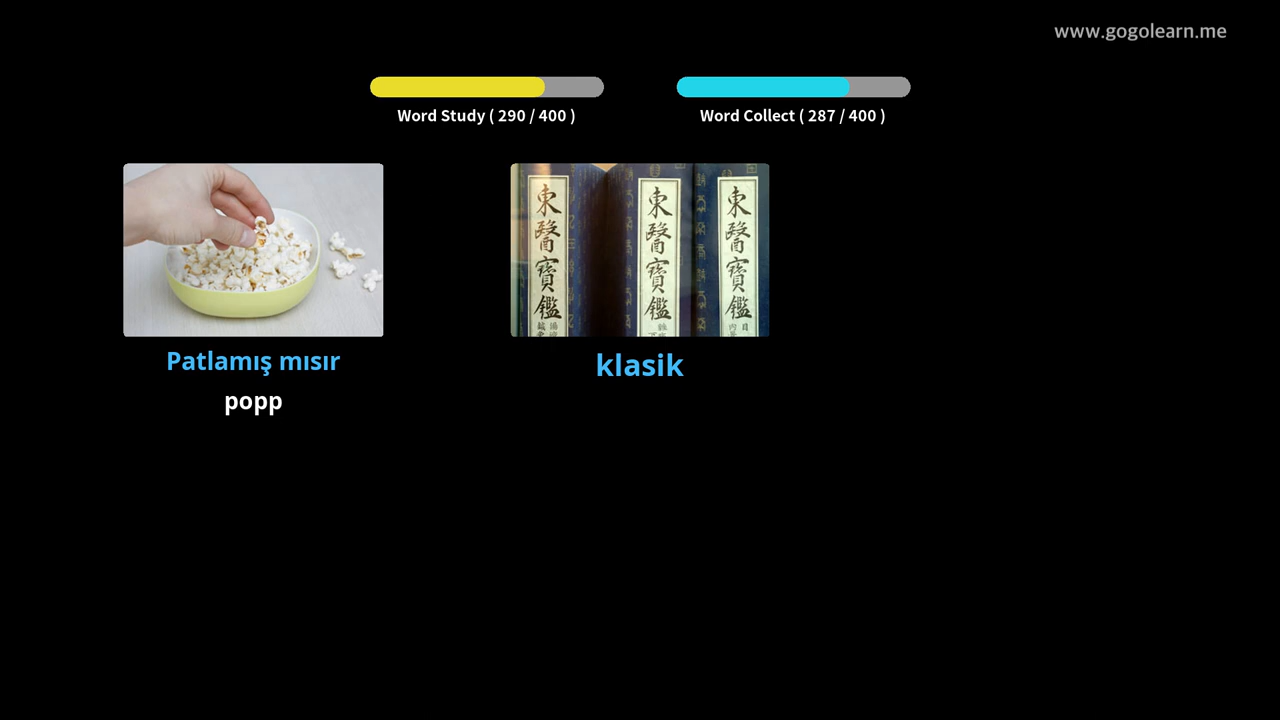 www.gogolearn.me
Word Study ( 290 / 400 )
Word Collect ( 287 / 400 )
東醫寶鑑
東醫寶鑑
東醫寶鑑
Patlamış mısır
klasik
popp